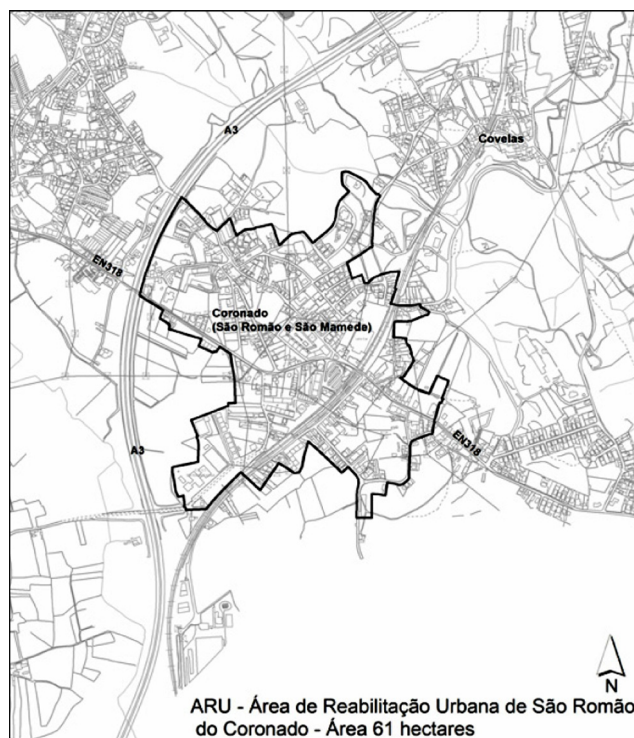 A3
Covelas
EN318
Coronado
(São Romão e São Mamede)
EN318
A3
N
ARU - Área de Reabilitação Urbana de São Romão
do Coronado - Área 61 hectares